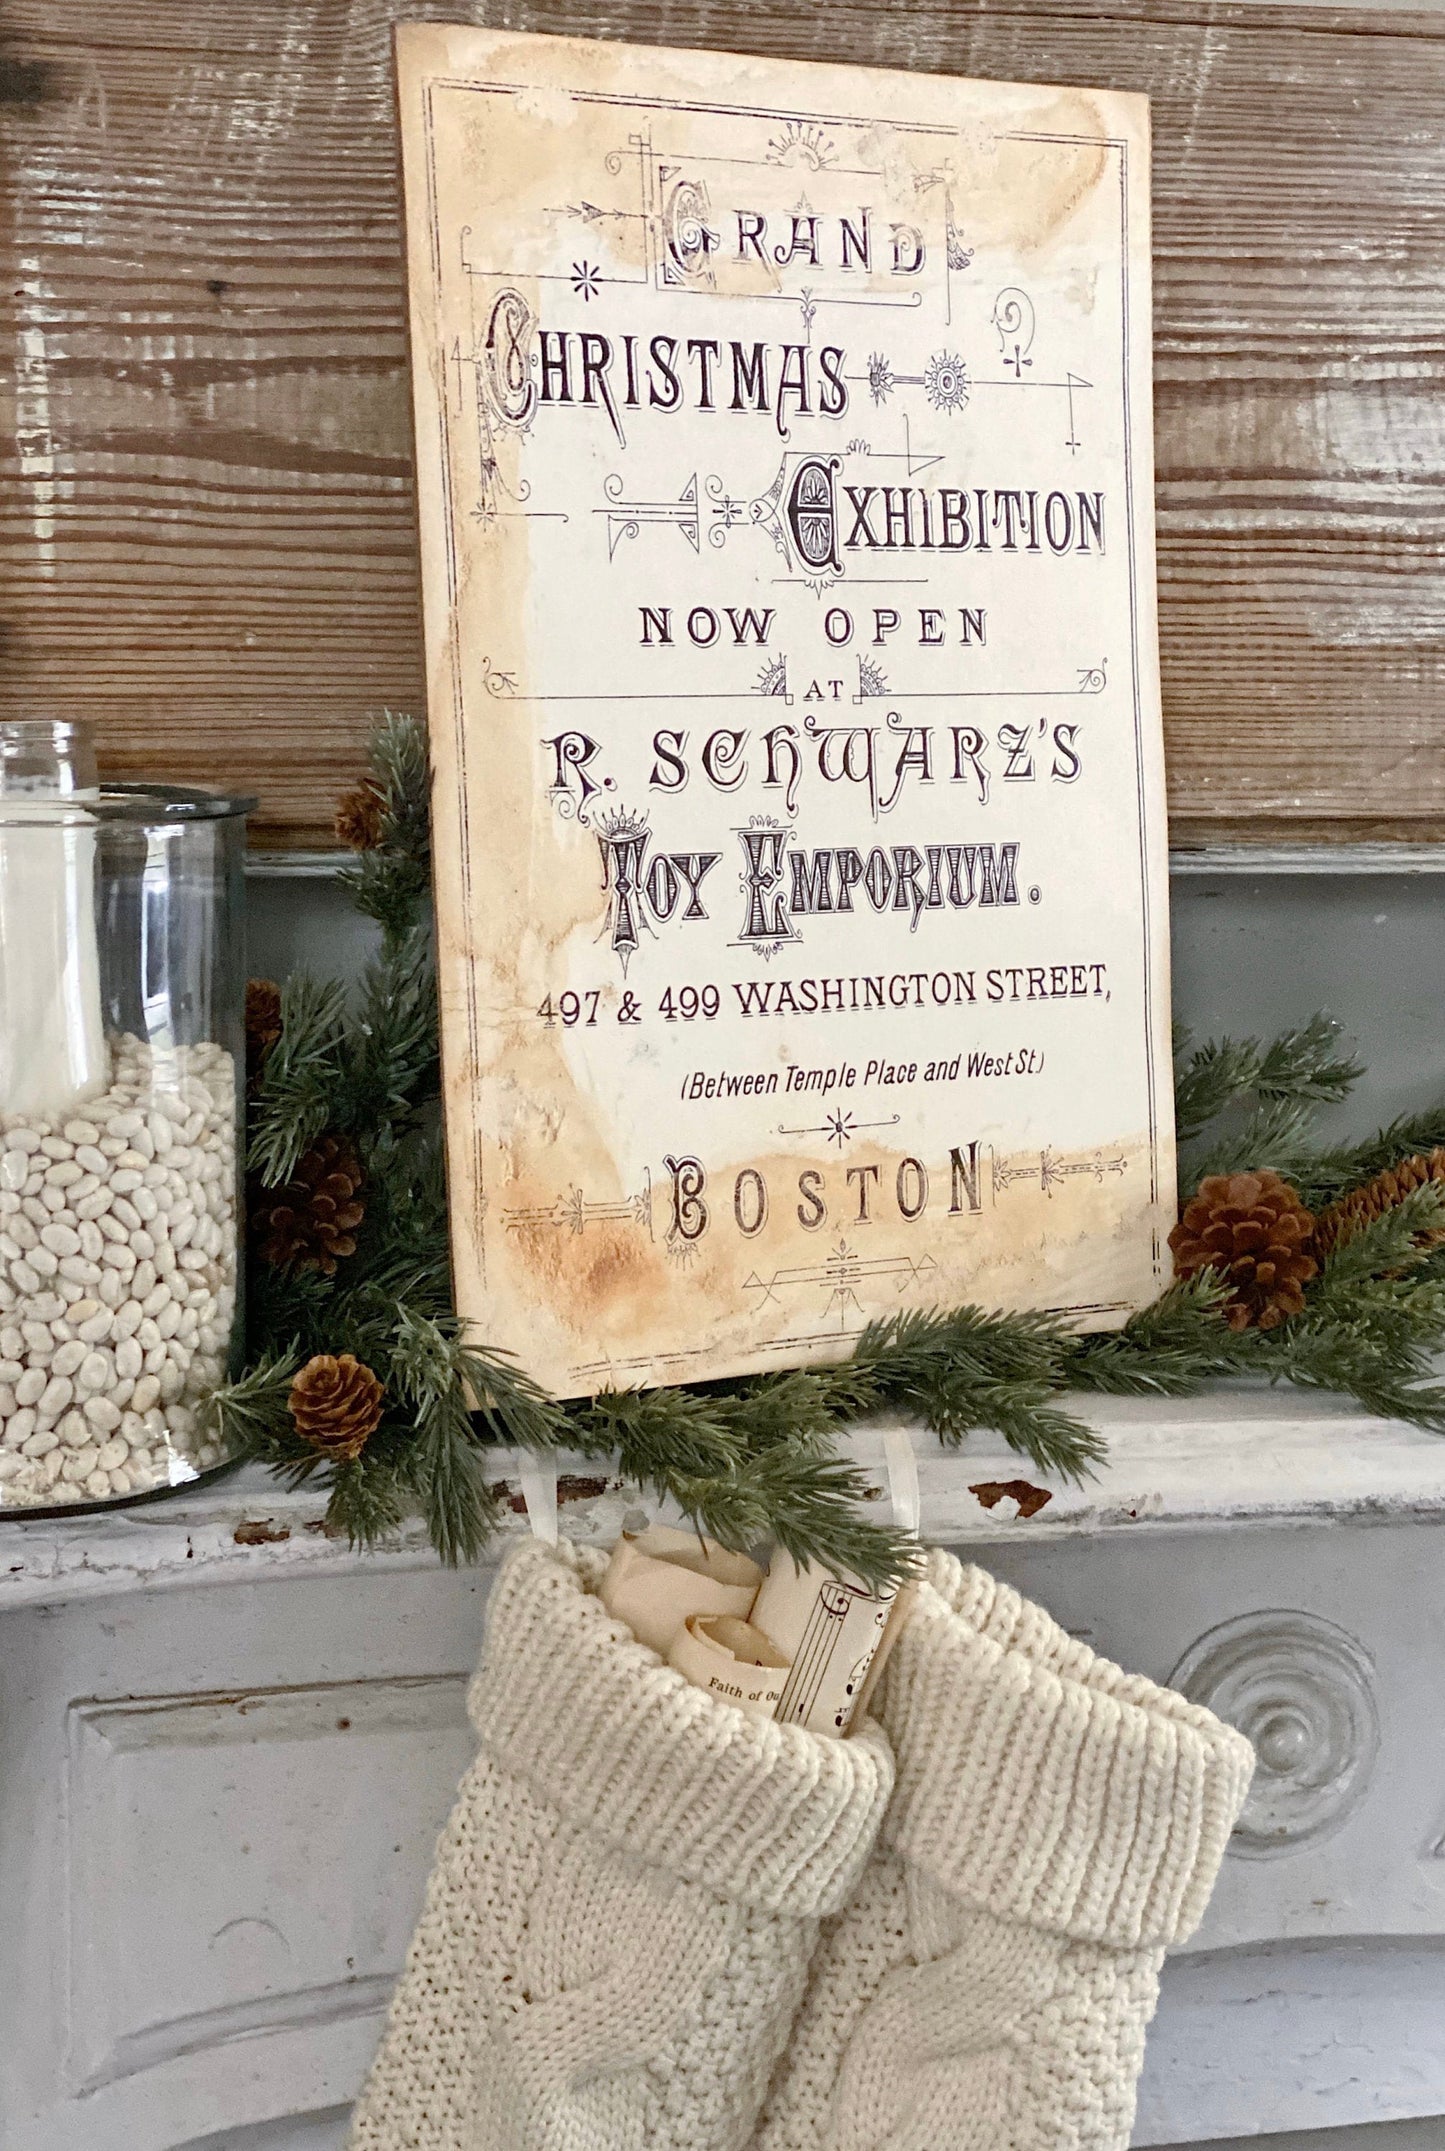 GRAND
CHRISTMAS
EXHIBITION
NOW OPEN
AT
R. SCHWARZ'S
TOY EMPORIUM.
497 & 499 WASHINGTON STREET,
(Between Temple Place and West St.)
BOSTON
Faith of